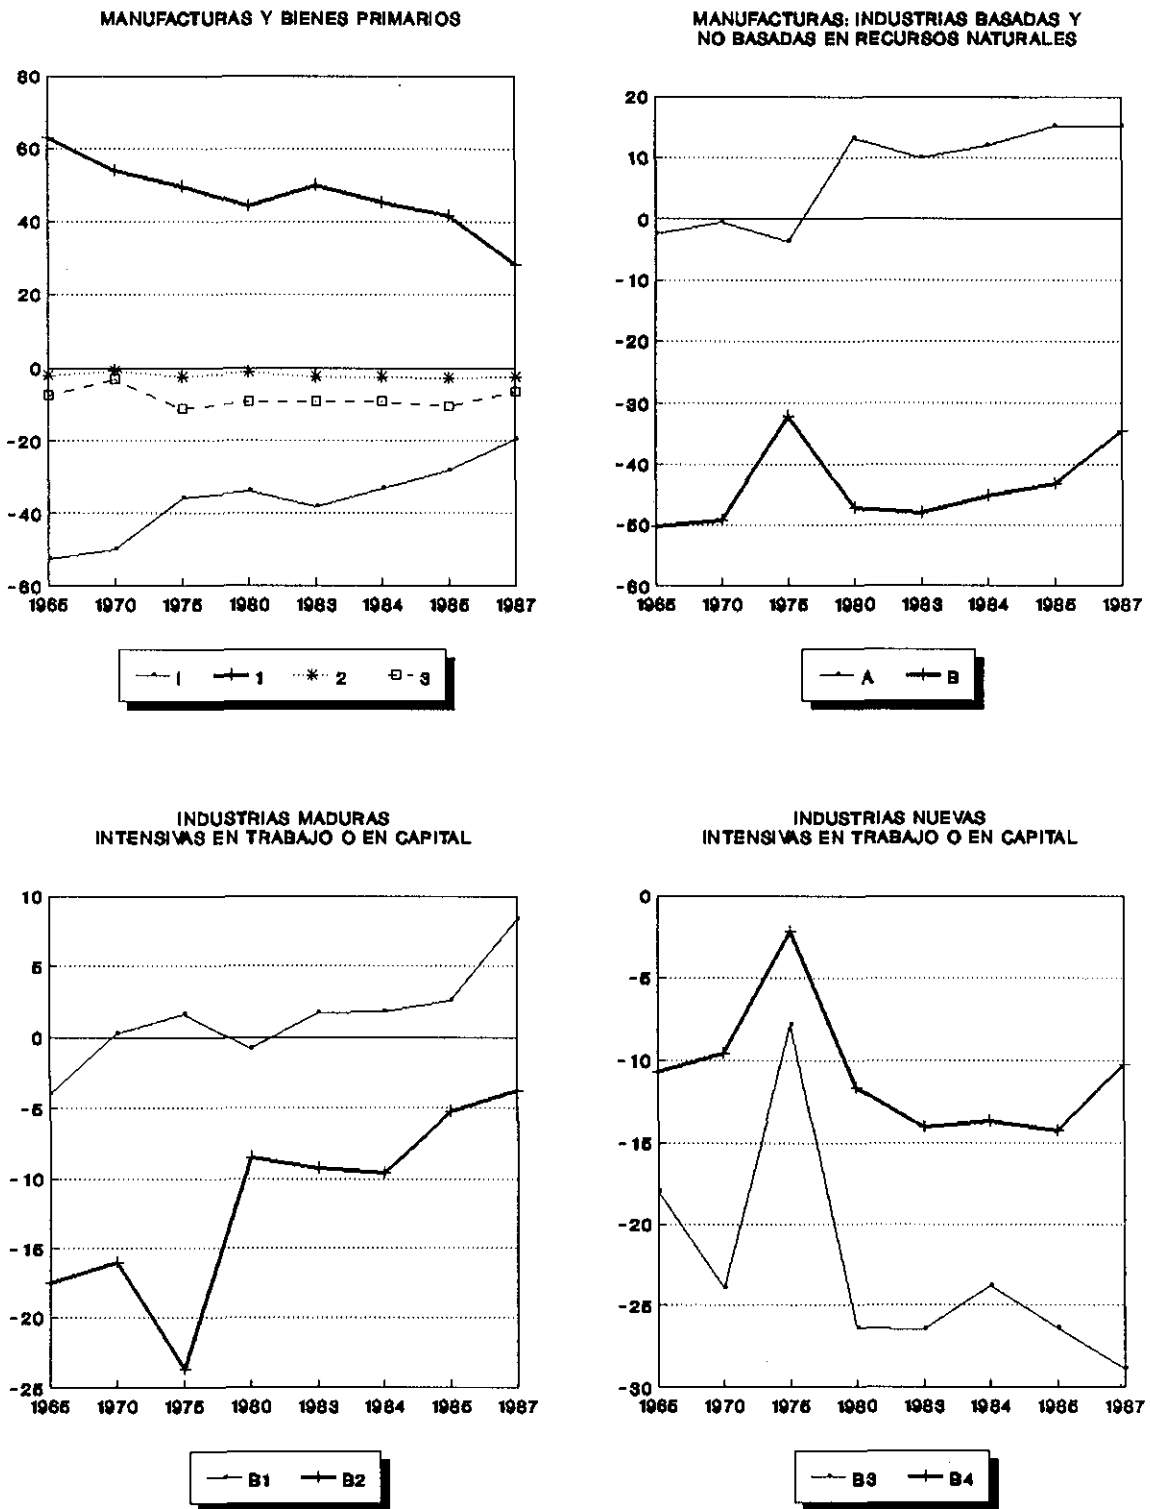 MANUFACTURAS Y BIENES PRIMARIOS
80
60
40
20
0
-20
-40
-60
1965 1970 1975 1980 1983 1984 1985 1987
I 1 2 3
MANUFACTURAS: INDUSTRIAS BASADAS Y
NO BASADAS EN RECURSOS NATURALES
20
10
0
-10
-20
-30
-40
-50
-60
1965 1970 1975 1980 1983 1984 1985 1987
A B
INDUSTRIAS MADURAS
INTENSIVAS EN TRABAJO O EN CAPITAL
10
5
0
-5
-10
-15
-20
-25
1965 1970 1975 1980 1983 1984 1985 1987
B1 B2
INDUSTRIAS NUEVAS
INTENSIVAS EN TRABAJO O EN CAPITAL
0
-5
-10
-15
-20
-25
-30
1965 1970 1975 1980 1983 1984 1985 1987
B3 B4